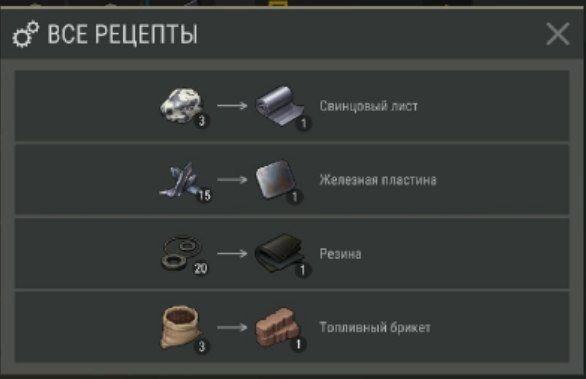 ВСЕ РЕЦЕПТЫ
3 1 Свинцовый лист
15 1 Железная пластина
20 1 Резина
3 1 Топливный брикет